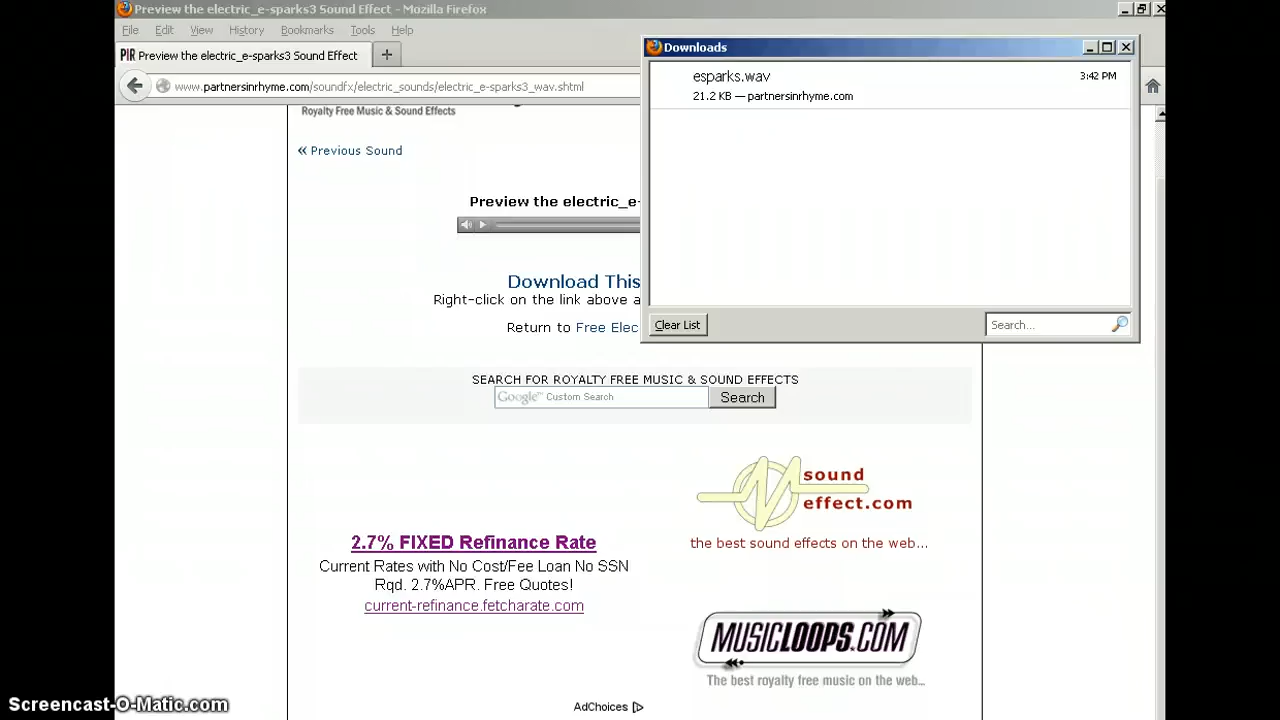 Preview the electric_e-sparks3 Sound Effect - Mozilla Firefox
File Edit View History Bookmarks Tools Help
PIR Preview the electric_e-sparks3 Sound Effect +
www.partnersinrhyme.com/soundfx/electric_sounds/electric_e-sparks3_wav.shtml
Downloads
esparks.wav 3:42 PM
21.2 KB — partnersinrhyme.com
Clear List
Search...
Royalty Free Music & Sound Effects
« Previous Sound
Preview the electric_e-
Download This
Right-click on the link above a
Return to Free Elec
SEARCH FOR ROYALTY FREE MUSIC & SOUND EFFECTS
Google™ Custom Search Search
sound
effect.com
the best sound effects on the web...
2.7% FIXED Refinance Rate
Current Rates with No Cost/Fee Loan No SSN
Rqd. 2.7%APR. Free Quotes!
current-refinance.fetcharate.com
MUSICLOOPS.COM
The best royalty free music on the web...
AdChoices
Screencast-O-Matic.com